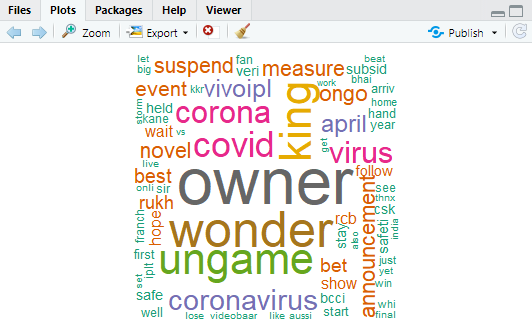 Files Plots Packages Help Viewer
Zoom Export Publish
let fan beat
big suspend veri measure subsid
event kkr vivoipl work bhai arriv
storm held corona king ongo home
kane hand
wait vs covid get april year
novel virus
live
best owner follow
onli sir see
rukh thnx
franch hope wonder rcb csk
stay also announcement safeti india
first ungame just
iplt bet yet
set show win
safe coronavirus bcci whi
well start final
lose videobaar like aussi